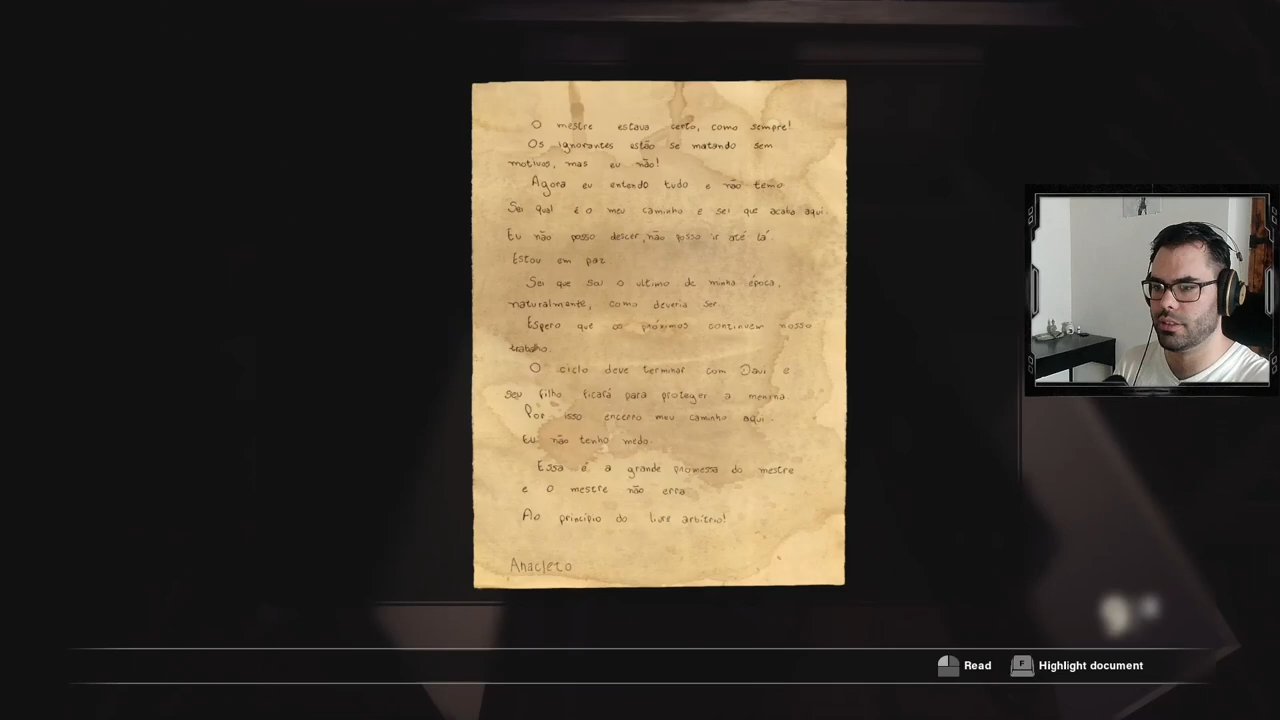 O mestre estava certo, como sempre!
Os ignorantes estão se matando sem
motivos, mas eu não!
Agora eu entendo tudo e não temo
Sei qual é o meu caminho e sei que acaba aqui.
Eu não posso descer, não posso ir até lá.
Estou em paz.
Sei que sou o ultimo de minha época,
naturalmante, como deveria ser.
Espero que os próximos continuem nosso
trabalho.
O ciclo deve terminar com Davi e
seu filho ficará para proteger a menina.
Por isso encerro meu caminho aqui.
Eu não tenho medo.
Essa é a grande promessa do mestre
e o mestre não erra
Ao princípio do livre arbítrio!
Anacleto
Read
F
Highlight document